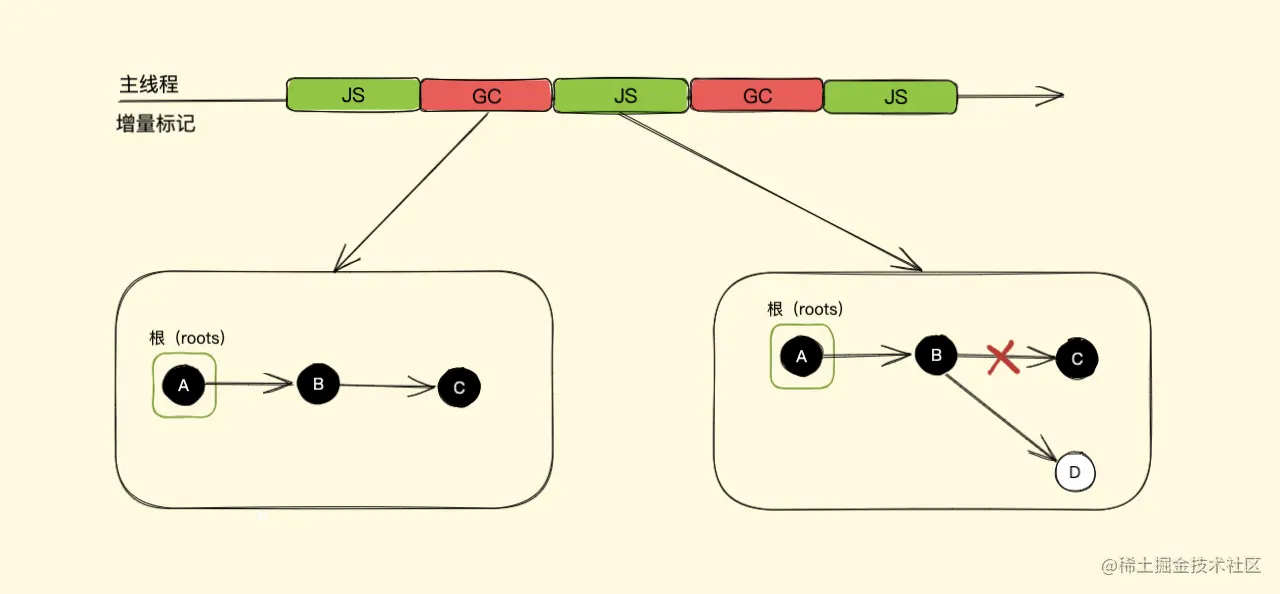 主线程
JS GC JS GC JS
增量标记
根（roots)
A B C
根（roots)
A B C
D
@稀土掘金技术社区